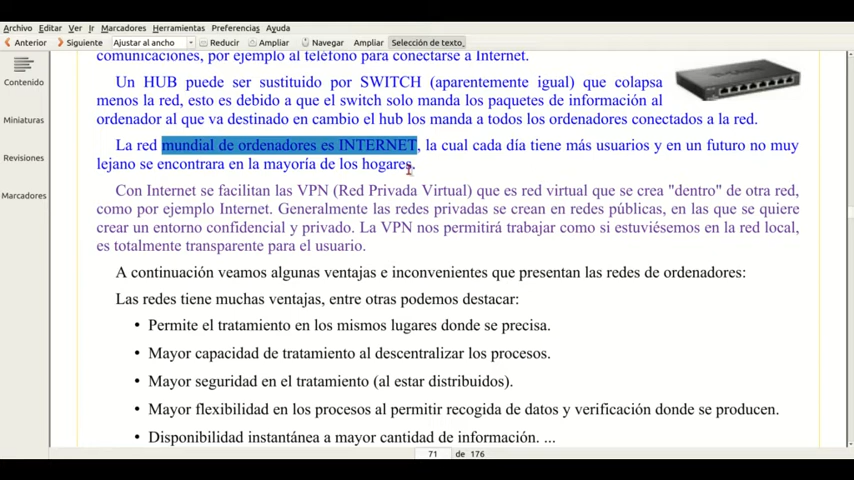 Archivo Editar Ver Ir Marcadores Herramientas Preferencias Ayuda
Anterior Siguiente Ajustar al ancho Reducir Ampliar Navegar Ampliar Selección de texto
Contenido
Miniaturas
Revisiones
Marcadores
comunicaciones, por ejemplo al teléfono para conectarse a Internet.
Un HUB puede ser sustituido por SWITCH (aparentemente igual) que colapsa
menos la red, esto es debido a que el switch solo manda los paquetes de información al
ordenador al que va destinado en cambio el hub los manda a todos los ordenadores conectados a la red.
La red mundial de ordenadores es INTERNET, la cual cada día tiene más usuarios y en un futuro no muy
lejano se encontrara en la mayoría de los hogares.
Con Internet se facilitan las VPN (Red Privada Virtual) que es red virtual que se crea "dentro" de otra red,
como por ejemplo Internet. Generalmente las redes privadas se crean en redes públicas, en las que se quiere
crear un entorno confidencial y privado. La VPN nos permitirá trabajar como si estuviésemos en la red local,
es totalmente transparente para el usuario.
A continuación veamos algunas ventajas e inconvenientes que presentan las redes de ordenadores:
Las redes tiene muchas ventajas, entre otras podemos destacar:
• Permite el tratamiento en los mismos lugares donde se precisa.
• Mayor capacidad de tratamiento al descentralizar los procesos.
• Mayor seguridad en el tratamiento (al estar distribuidos).
• Mayor flexibilidad en los procesos al permitir recogida de datos y verificación donde se producen.
• Disponibilidad instantánea a mayor cantidad de información. ...
71 de 176